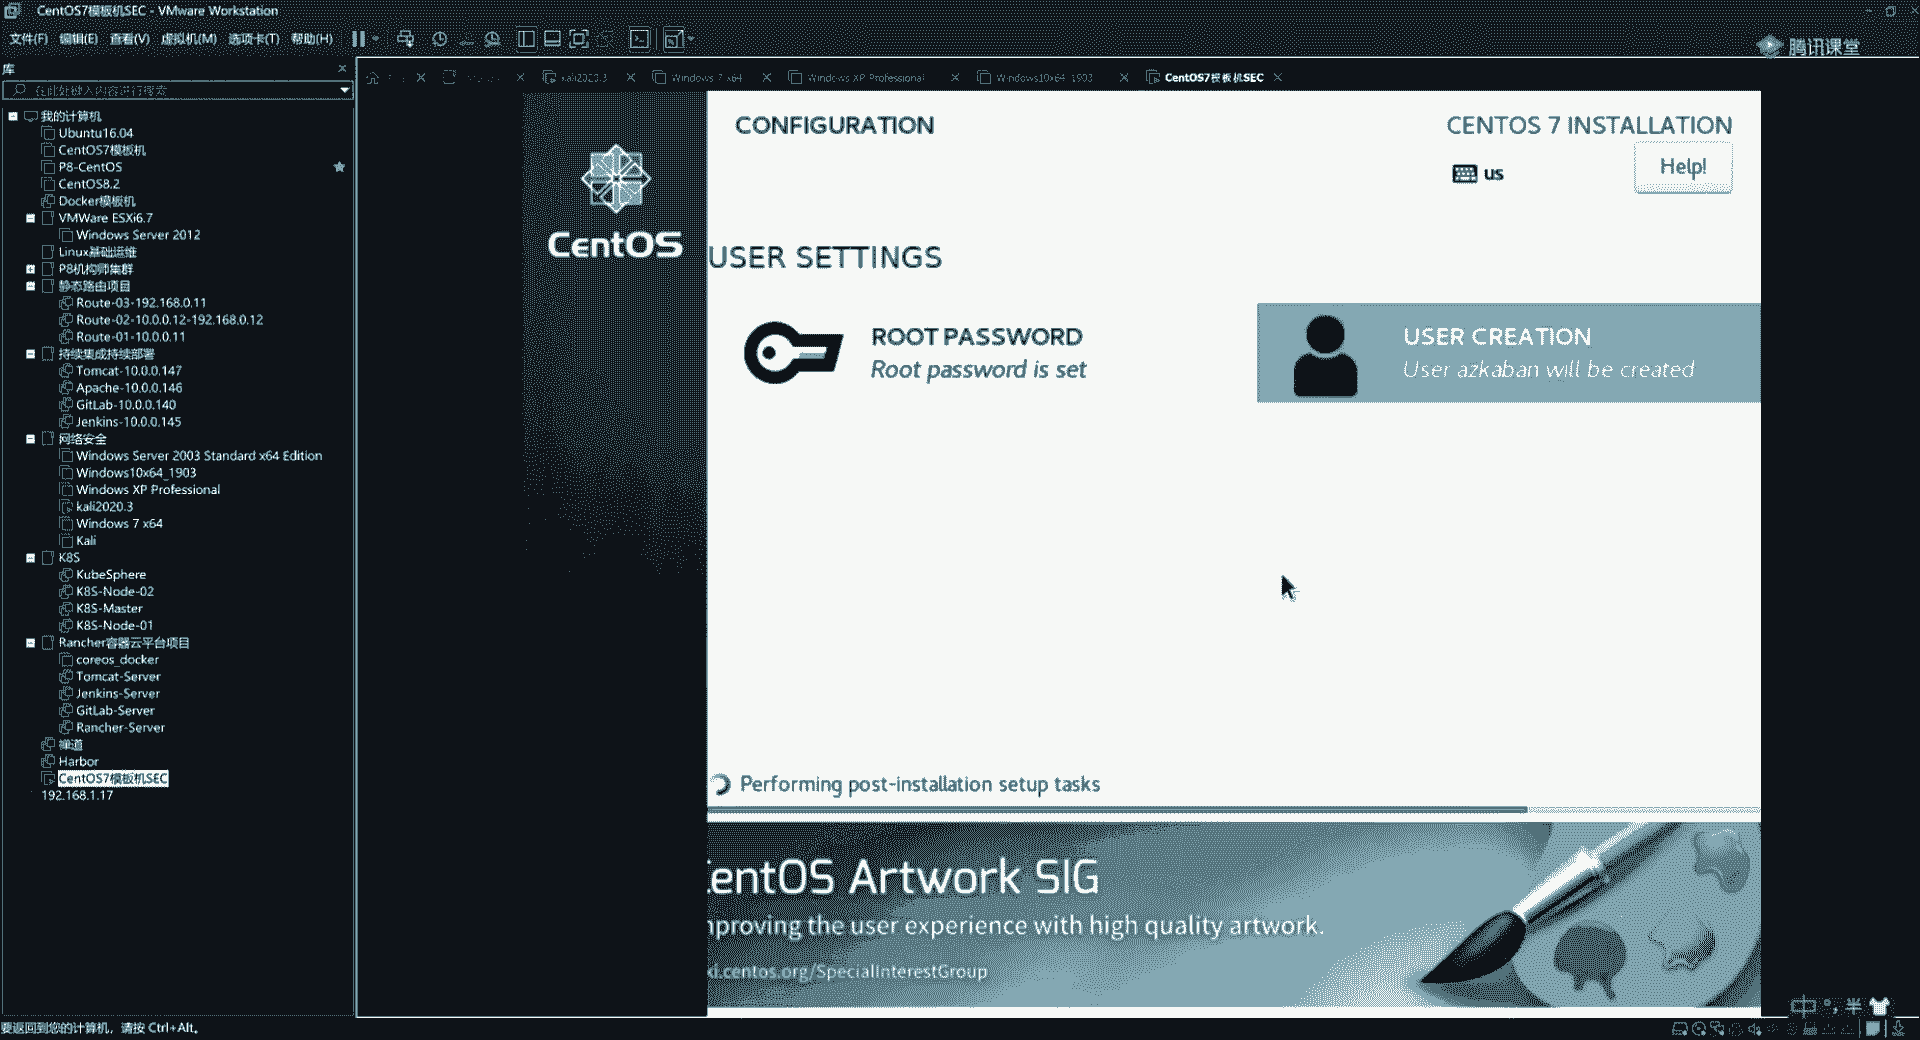 CentOS7模板机SEC - VMware Workstation
文件(F) 编辑(E) 查看(V) 虚拟机(M) 选项卡(T) 帮助(H)
腾讯课堂
库
在此处键入内容进行搜索
kali2020.3
Windows 7 x64
Windows XP Professional
Windows10x64_1903
CentOS7模板机SEC
我的计算机
Ubuntu16.04
CentOS7模板机
P8-CentOS
CentOS8.2
Docker模板机
VMWare ESXi6.7
Windows Server 2012
Linux基础运维
P8机构师集群
静态路由项目
Route-03-192.168.0.11
Route-02-10.0.0.12-192.168.0.12
Route-01-10.0.0.11
持续集成持续部署
Tomcat-10.0.0.147
Apache-10.0.0.146
GitLab-10.0.0.140
Jenkins-10.0.0.145
网络安全
Windows Server 2003 Standard x64 Edition
Windows10x64_1903
Windows XP Professional
kali2020.3
Windows 7 x64
Kali
K8S
KubeSphere
K8S-Node-02
K8S-Master
K8S-Node-01
Rancher容器云平台项目
coreos_docker
Tomcat-Server
Jenkins-Server
GitLab-Server
Rancher-Server
禅道
Harbor
CentOS7模板机SEC
192.168.1.17
CentOS
CONFIGURATION
CENTOS 7 INSTALLATION
us
Help!
USER SETTINGS
ROOT PASSWORD
Root password is set
USER CREATION
User azkaban will be created
Performing post-installation setup tasks
entOS Artwork SIG
proving the user experience with high quality artwork.
ki.centos.org/SpecialInterestGroup
中 °, 半
要返回到您的计算机，请按 Ctrl+Alt。